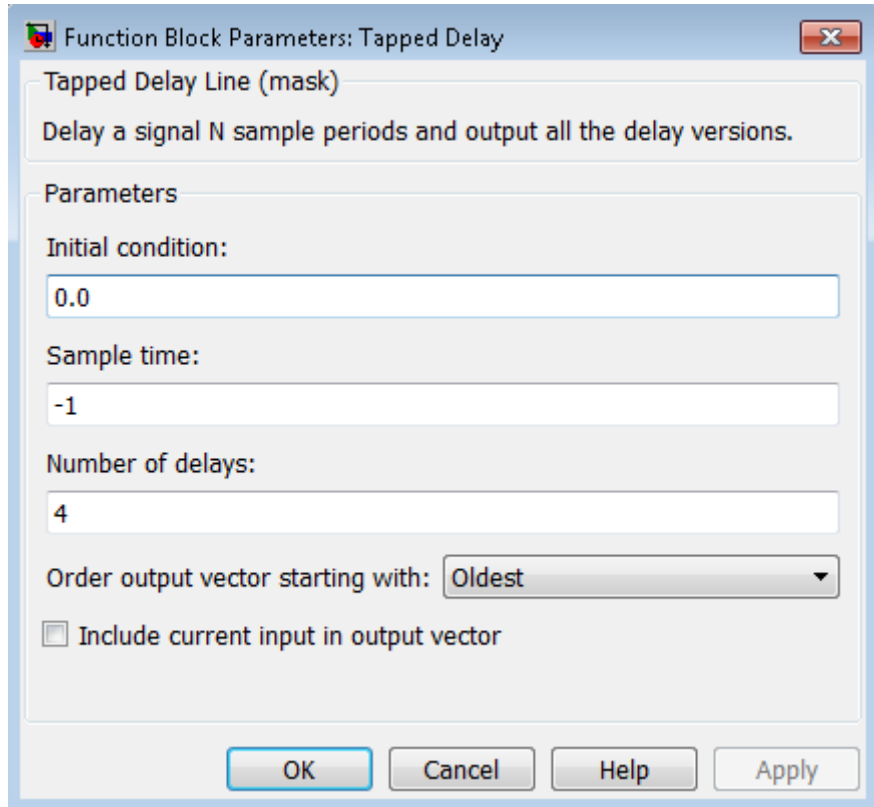 Function Block Parameters: Tapped Delay
Tapped Delay Line (mask)
Delay a signal N sample periods and output all the delay versions.
Parameters
Initial condition:
0.0
Sample time:
-1
Number of delays:
4
Order output vector starting with: Oldest
Include current input in output vector
OK Cancel Help Apply